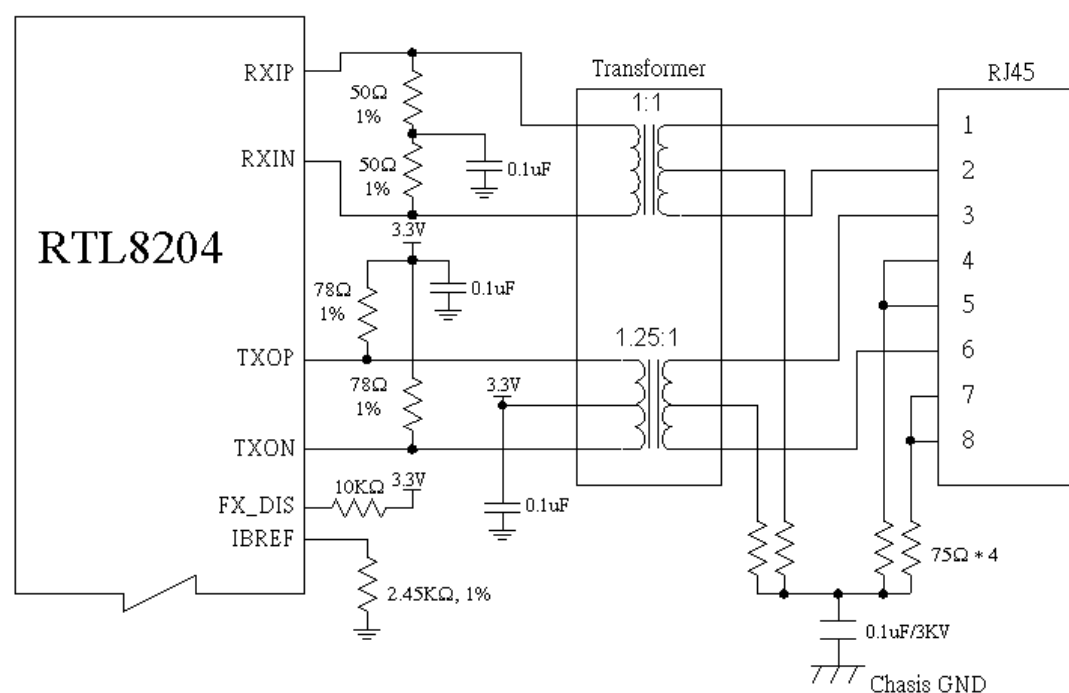 RTL8204
RXIP
RXIN
TXOP
TXON
FX_DIS
IBREF
50Ω
1%
50Ω
1%
0.1uF
3.3V
78Ω
1%
0.1uF
78Ω
1%
3.3V
0.1uF
10KΩ
3.3V
2.45KΩ, 1%
Transformer
1:1
1.25:1
RJ45
1
2
3
4
5
6
7
8
75Ω * 4
0.1uF/3KV
Chasis GND